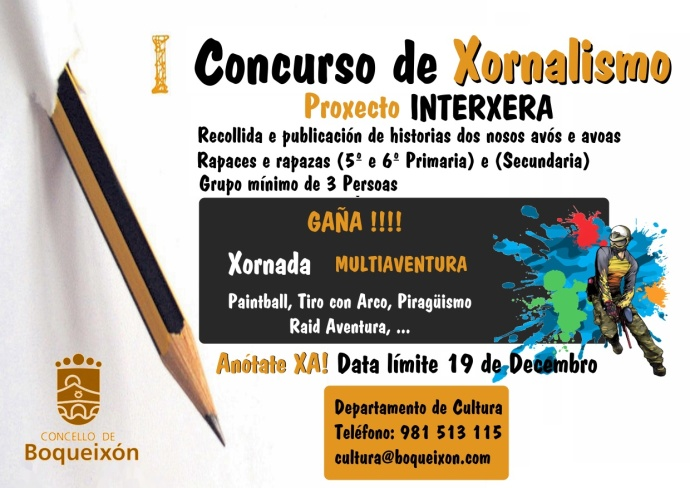 I Concurso de Xornalismo
Proxecto INTERXERA
Recollida e publicación de historias dos nosos avós e avoas
Rapaces e rapazas (5º e 6º Primaria) e (Secundaria)
Grupo mínimo de 3 Persoas
GAÑA !!!!
Xornada MULTIAVENTURA
Paintball, Tiro con Arco, Piragüismo
Raid Aventura, ...
Anótate XA! Data límite 19 de Decembro
Departamento de Cultura
Teléfono: 981 513 115
cultura@boqueixon.com
CONCELLO DE
Boqueixón